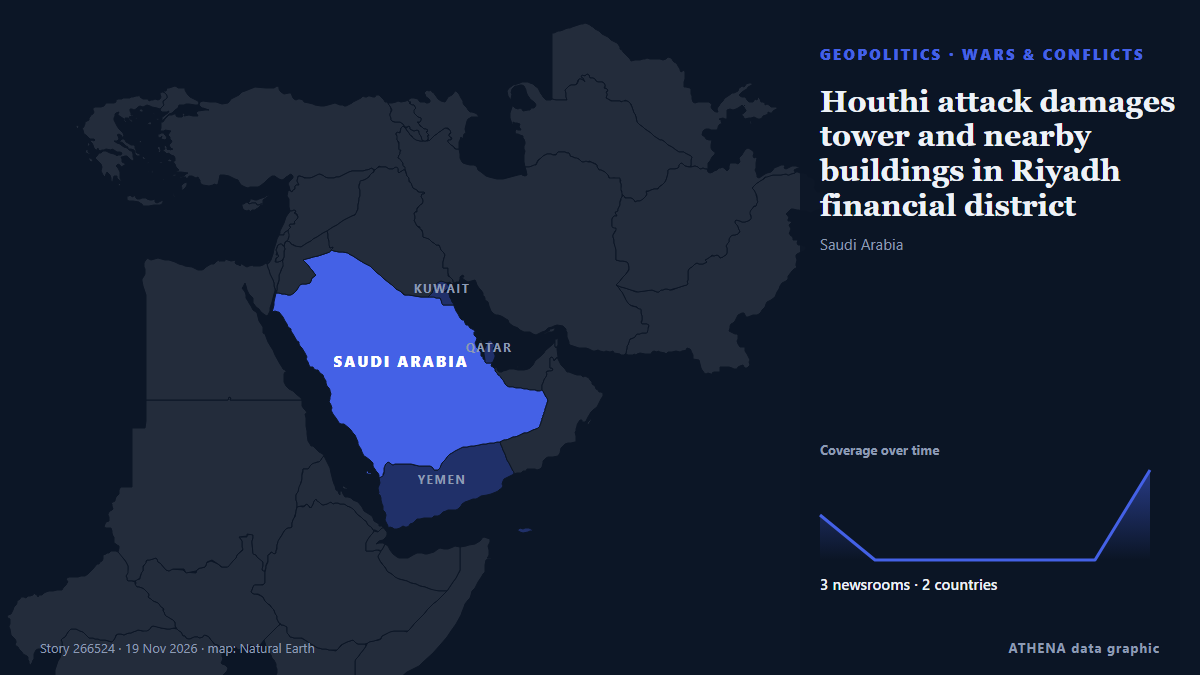 GEOPOLITICS · WARS & CONFLICTS
Houthi attack damages
tower and nearby
buildings in Riyadh
financial district
Saudi Arabia
KUWAIT
QATAR
SAUDI ARABIA
YEMEN
Coverage over time
3 newsrooms · 2 countries
Story 266524 · 19 Nov 2026 · map: Natural Earth
ATHENA data graphic